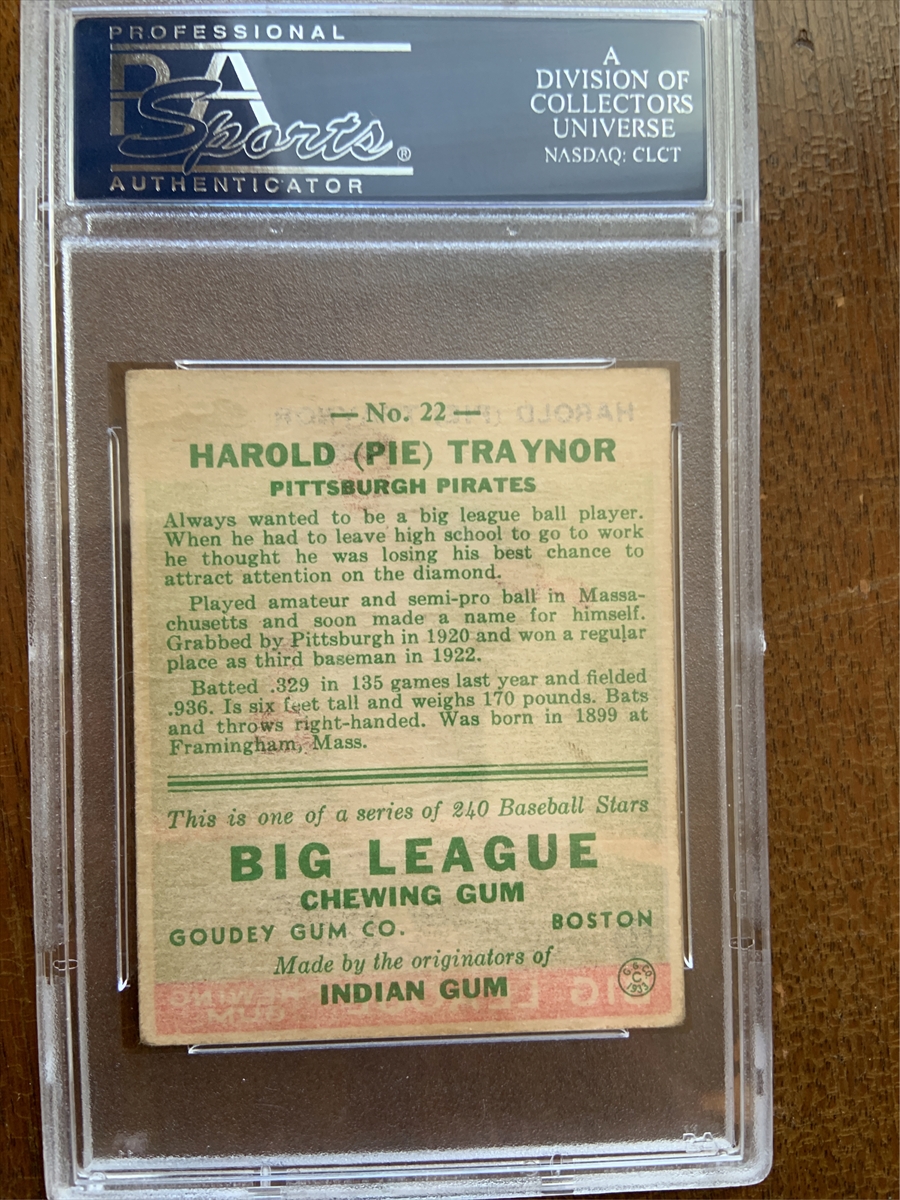 PROFESSIONAL
PSA
Sports®
AUTHENTICATOR
A
DIVISION OF
COLLECTORS
UNIVERSE
NASDAQ: CLCT
— No. 22 —
HAROLD (PIE) TRAYNOR
PITTSBURGH PIRATES
Always wanted to be a big league ball player.
When he had to leave high school to go to work
he thought he was losing his best chance to
attract attention on the diamond.
Played amateur and semi-pro ball in Massa-
chusetts and soon made a name for himself.
Grabbed by Pittsburgh in 1920 and won a regular
place as third baseman in 1922.
Batted .329 in 135 games last year and fielded
.936. Is six feet tall and weighs 170 pounds. Bats
and throws right-handed. Was born in 1899 at
Framingham, Mass.
This is one of a series of 240 Baseball Stars
BIG LEAGUE
CHEWING GUM
GOUDEY GUM CO. BOSTON
Made by the originators of
INDIAN GUM
G. G. CO.
C
1933